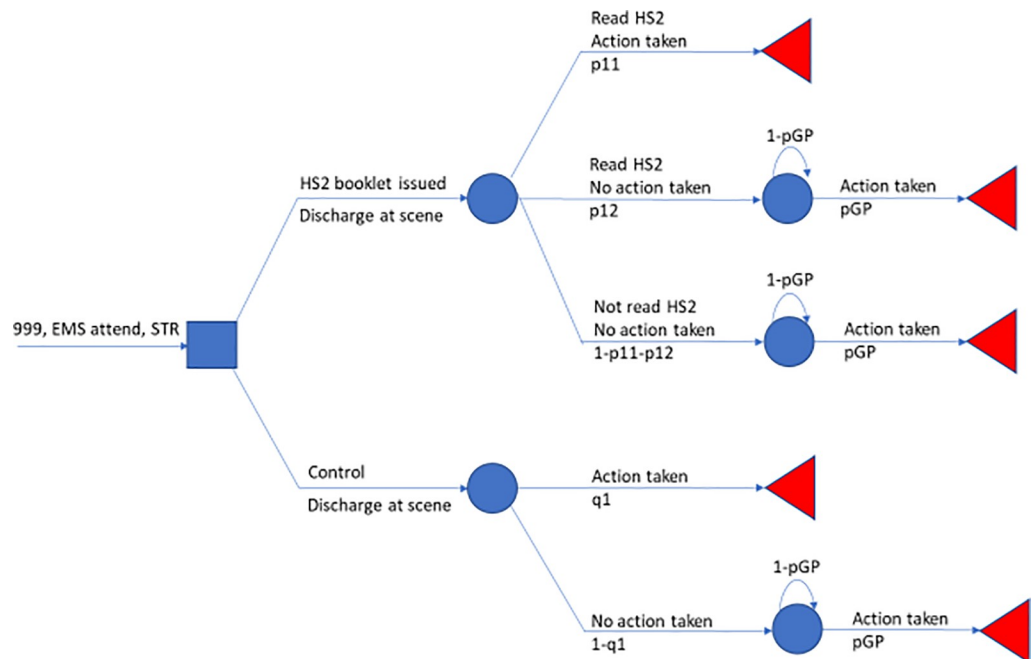 Read HS2
Action taken
p11
1-pGP
HS2 booklet issued
Discharge at scene
Read HS2
No action taken
p12
Action taken
pGP
1-pGP
999, EMS attend, STR
Not read HS2
No action taken
1-p11-p12
Action taken
pGP
Control
Discharge at scene
Action taken
q1
1-pGP
No action taken
1-q1
Action taken
pGP